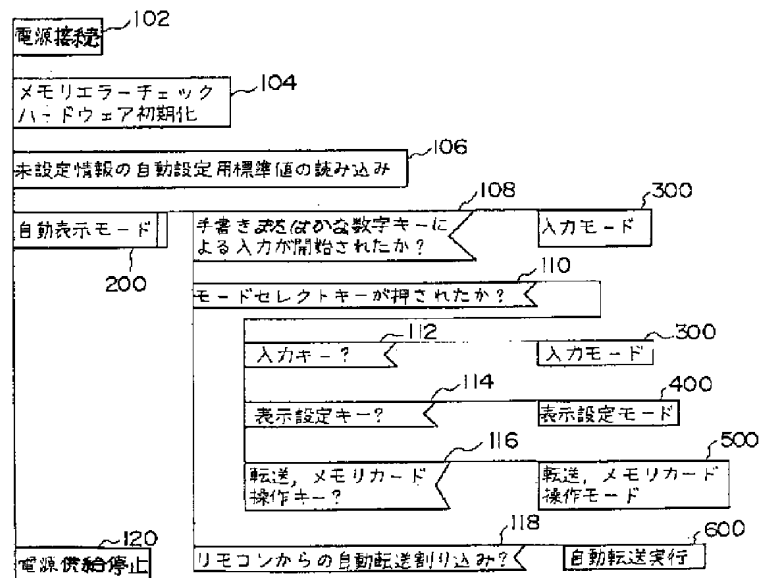 電源接続
102
メモリエラーチェック
ハードウェア初期化
104
未設定情報の自動設定用標準値の読み込み
106
自動表示モード
200
手書きまたはかな数字キーに
よる入力が開始されたか?
108
入力モード
300
モードセレクトキーが押されたか?
110
入力キー?
112
入力モード
300
表示設定キー?
114
表示設定モード
400
転送,メモリカード
操作キー?
116
転送,メモリカード
操作モード
500
電源供給停止
120
リモコンからの自動転送割り込み?
118
自動転送実行
600